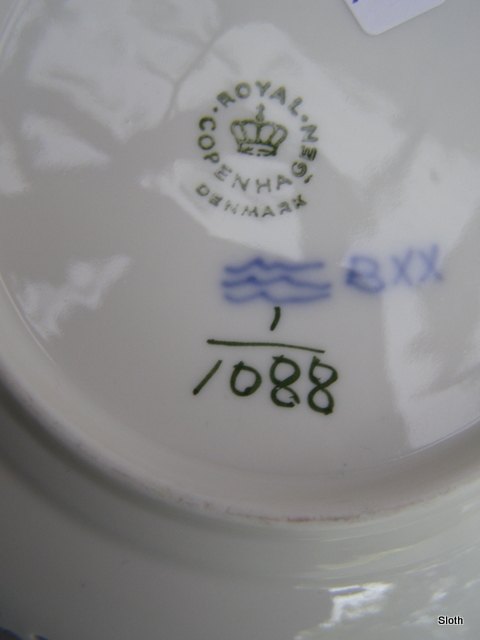 ROYAL COPENHAGEN
DENMARK
BXX
1
1088
Sloth